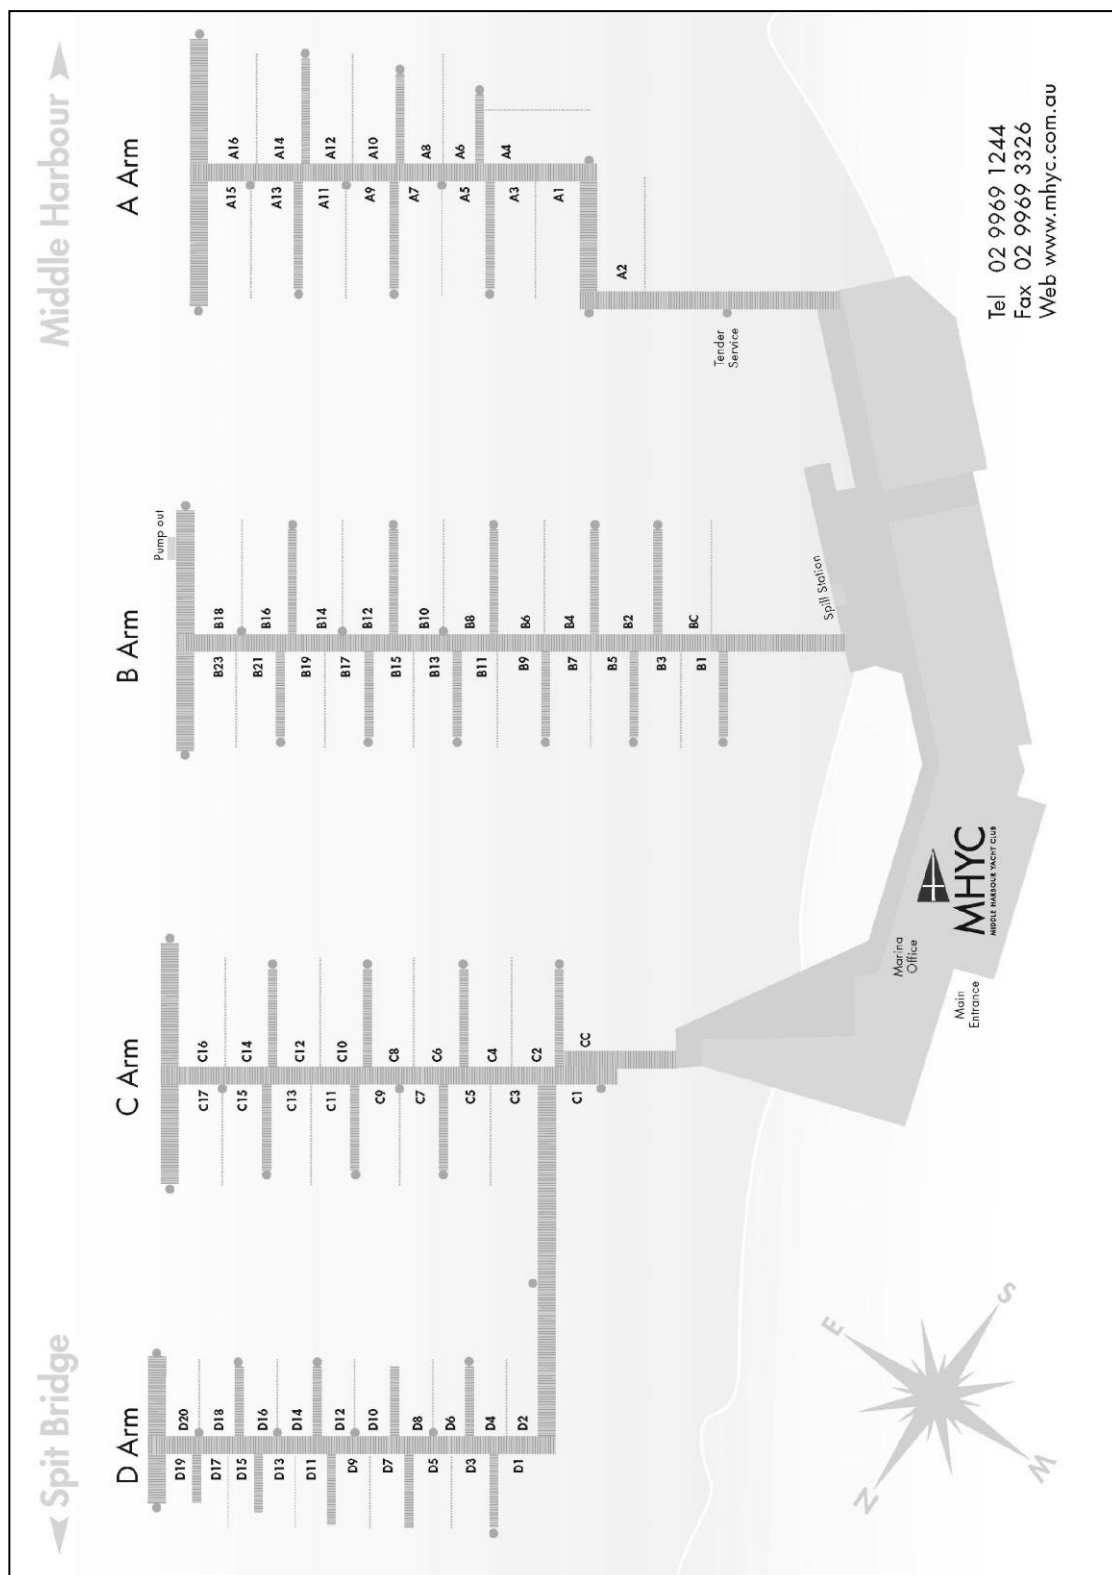 Spit Bridge
Middle Harbour
D Arm
C Arm
B Arm
A Arm
Pump out
D19
D20
D17
D18
D15
D16
D13
D14
D11
D12
D9
D10
D7
D8
D5
D6
D3
D4
D1
D2
C17
C16
C15
C14
C13
C12
C11
C10
C9
C8
C7
C6
C5
C4
C3
C2
C1
CC
B23
B18
B21
B16
B19
B14
B17
B12
B15
B10
B13
B8
B11
B6
B9
B4
B7
B2
B5
BC
B3
B1
A15
A16
A13
A14
A11
A12
A9
A10
A7
A8
A5
A6
A3
A4
A1
A2
Tender
Service
Spill Station
Marina
Office
Main
Entrance
MHYC
MIDDLE HARBOUR YACHT CLUB
N
E
S
W
Tel 02 9969 1244
Fax 02 9969 3326
Web www.mhyc.com.au